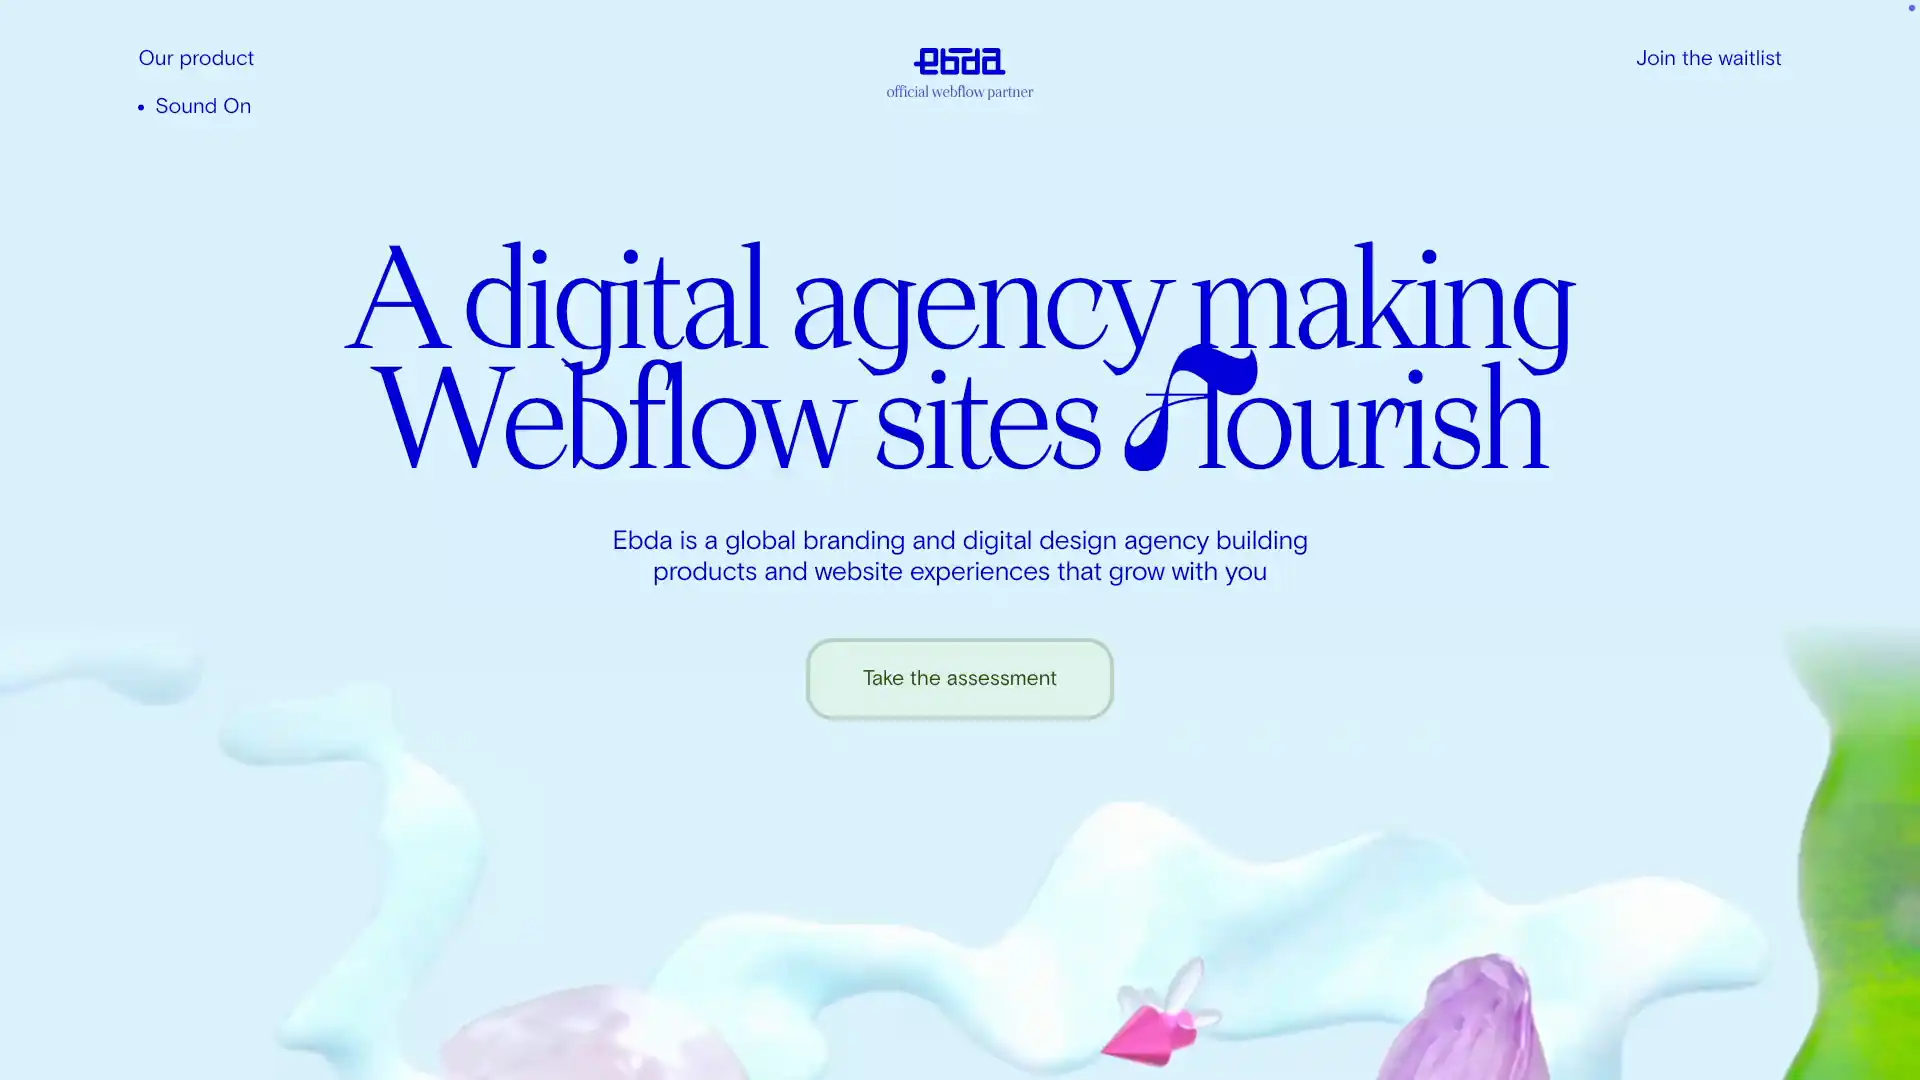 Our product
Sound On
ebda
official webflow partner
Join the waitlist
A digital agency making
Webflow sites flourish
Ebda is a global branding and digital design agency building
products and website experiences that grow with you
Take the assessment